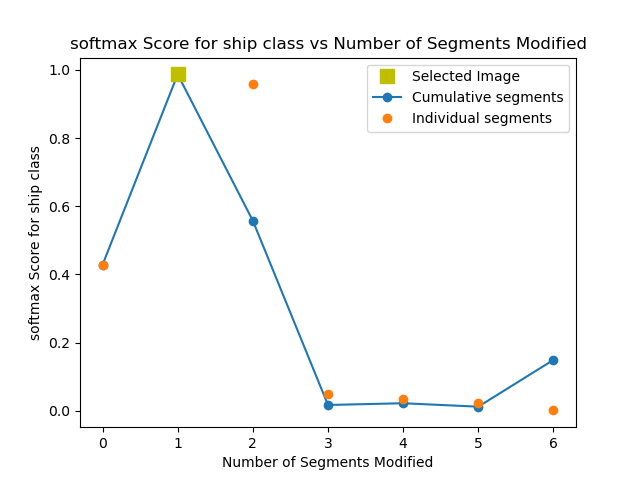 softmax Score for ship class vs Number of Segments Modified
Selected Image
Cumulative segments
Individual segments
softmax Score for ship class
1.0
0.8
0.6
0.4
0.2
0.0
0 1 2 3 4 5 6
Number of Segments Modified